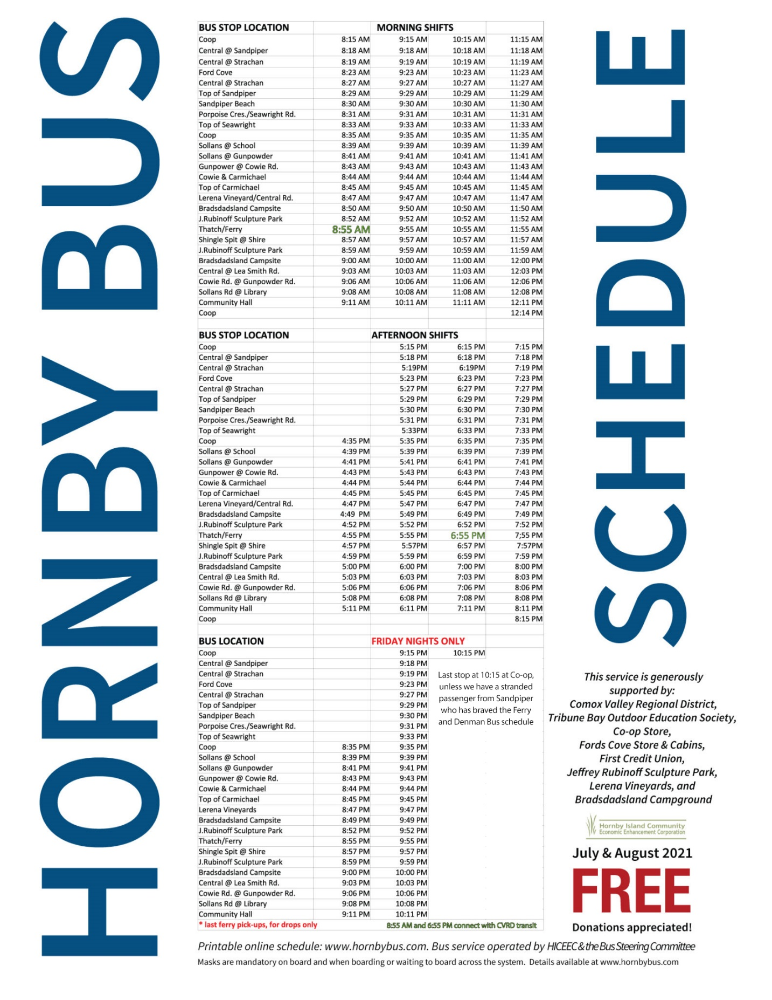 HORNBY BUS
SCHEDULE
BUS STOP LOCATION MORNING SHIFTS
Coop 8:15 AM 9:15 AM 10:15 AM 11:15 AM
Central @ Sandpiper 8:18 AM 9:18 AM 10:18 AM 11:18 AM
Central @ Strachan 8:19 AM 9:19 AM 10:19 AM 11:19 AM
Ford Cove 8:23 AM 9:23 AM 10:23 AM 11:23 AM
Central @ Strachan 8:27 AM 9:27 AM 10:27 AM 11:27 AM
Top of Sandpiper 8:29 AM 9:29 AM 10:29 AM 11:29 AM
Sandpiper Beach 8:30 AM 9:30 AM 10:30 AM 11:30 AM
Porpoise Cres./Seawright Rd. 8:31 AM 9:31 AM 10:31 AM 11:31 AM
Top of Seawright 8:33 AM 9:33 AM 10:33 AM 11:33 AM
Coop 8:35 AM 9:35 AM 10:35 AM 11:35 AM
Sollans @ School 8:39 AM 9:39 AM 10:39 AM 11:39 AM
Sollans @ Gunpowder 8:41 AM 9:41 AM 10:41 AM 11:41 AM
Gunpower @ Cowie Rd. 8:43 AM 9:43 AM 10:43 AM 11:43 AM
Cowie & Carmichael 8:44 AM 9:44 AM 10:44 AM 11:44 AM
Top of Carmichael 8:45 AM 9:45 AM 10:45 AM 11:45 AM
Lerena Vineyard/Central Rd. 8:47 AM 9:47 AM 10:47 AM 11:47 AM
Bradsdadsland Campsite 8:50 AM 9:50 AM 10:50 AM 11:50 AM
J.Rubinoff Sculpture Park 8:52 AM 9:52 AM 10:52 AM 11:52 AM
Thatch/Ferry 8:55 AM 9:55 AM 10:55 AM 11:55 AM
Shingle Spit @ Shire 8:57 AM 9:57 AM 10:57 AM 11:57 AM
J.Rubinoff Sculpture Park 8:59 AM 9:59 AM 10:59 AM 11:59 AM
Bradsdadsland Campsite 9:00 AM 10:00 AM 11:00 AM 12:00 PM
Central @ Lea Smith Rd. 9:03 AM 10:03 AM 11:03 AM 12:03 PM
Cowie Rd. @ Gunpowder Rd. 9:06 AM 10:06 AM 11:06 AM 12:06 PM
Sollans Rd @ Library 9:08 AM 10:08 AM 11:08 AM 12:08 PM
Community Hall 9:11 AM 10:11 AM 11:11 AM 12:11 PM
Coop 12:14 PM
BUS STOP LOCATION AFTERNOON SHIFTS
Coop 5:15 PM 6:15 PM 7:15 PM
Central @ Sandpiper 5:18 PM 6:18 PM 7:18 PM
Central @ Strachan 5:19PM 6:19PM 7:19 PM
Ford Cove 5:23 PM 6:23 PM 7:23 PM
Central @ Strachan 5:27 PM 6:27 PM 7:27 PM
Top of Sandpiper 5:29 PM 6:29 PM 7:29 PM
Sandpiper Beach 5:30 PM 6:30 PM 7:30 PM
Porpoise Cres./Seawright Rd. 5:31 PM 6:31 PM 7:31 PM
Top of Seawright 5:33PM 6:33 PM 7:33 PM
Coop 4:35 PM 5:35 PM 6:35 PM 7:35 PM
Sollans @ School 4:39 PM 5:39 PM 6:39 PM 7:39 PM
Sollans @ Gunpowder 4:41 PM 5:41 PM 6:41 PM 7:41 PM
Gunpower @ Cowie Rd. 4:43 PM 5:43 PM 6:43 PM 7:43 PM
Cowie & Carmichael 4:44 PM 5:44 PM 6:44 PM 7:44 PM
Top of Carmichael 4:45 PM 5:45 PM 6:45 PM 7:45 PM
Lerena Vineyard/Central Rd. 4:47 PM 5:47 PM 6:47 PM 7:47 PM
Bradsdadsland Campsite 4:49 PM 5:49 PM 6:49 PM 7:49 PM
J.Rubinoff Sculpture Park 4:52 PM 5:52 PM 6:52 PM 7:52 PM
Thatch/Ferry 4:55 PM 5:55 PM 6:55 PM 7;55 PM
Shingle Spit @ Shire 4:57 PM 5:57PM 6:57 PM 7:57PM
J.Rubinoff Sculpture Park 4:59 PM 5:59 PM 6:59 PM 7:59 PM
Bradsdadsland Campsite 5:00 PM 6:00 PM 7:00 PM 8:00 PM
Central @ Lea Smith Rd. 5:03 PM 6:03 PM 7:03 PM 8:03 PM
Cowie Rd. @ Gunpowder Rd. 5:06 PM 6:06 PM 7:06 PM 8:06 PM
Sollans Rd @ Library 5:08 PM 6:08 PM 7:08 PM 8:08 PM
Community Hall 5:11 PM 6:11 PM 7:11 PM 8:11 PM
Coop 8:15 PM
BUS LOCATION FRIDAY NIGHTS ONLY
Coop 9:15 PM 10:15 PM
Central @ Sandpiper 9:18 PM
Central @ Strachan 9:19 PM
Ford Cove 9:23 PM
Central @ Strachan 9:27 PM
Top of Sandpiper 9:29 PM
Sandpiper Beach 9:30 PM
Porpoise Cres./Seawright Rd. 9:31 PM
Top of Seawright 9:33 PM
Coop 8:35 PM 9:35 PM
Sollans @ School 8:39 PM 9:39 PM
Sollans @ Gunpowder 8:41 PM 9:41 PM
Gunpower @ Cowie Rd. 8:43 PM 9:43 PM
Cowie & Carmichael 8:44 PM 9:44 PM
Top of Carmichael 8:45 PM 9:45 PM
Lerena Vineyards 8:47 PM 9:47 PM
Bradsdadsland Campsite 8:49 PM 9:49 PM
J.Rubinoff Sculpture Park 8:52 PM 9:52 PM
Thatch/Ferry 8:55 PM 9:55 PM
Shingle Spit @ Shire 8:57 PM 9:57 PM
J.Rubinoff Sculpture Park 8:59 PM 9:59 PM
Bradsdadsland Campsite 9:00 PM 10:00 PM
Central @ Lea Smith Rd. 9:03 PM 10:03 PM
Cowie Rd. @ Gunpowder Rd. 9:06 PM 10:06 PM
Sollans Rd @ Library 9:08 PM 10:08 PM
Community Hall 9:11 PM 10:11 PM
* last ferry pick-ups, for drops only 8:55 AM and 6:55 PM connect with CVRD transit
Last stop at 10:15 at Co-op,
unless we have a stranded
passenger from Sandpiper
who has braved the Ferry
and Denman Bus schedule
This service is generously
supported by:
Comox Valley Regional District,
Tribune Bay Outdoor Education Society,
Co-op Store,
Fords Cove Store & Cabins,
First Credit Union,
Jeffrey Rubinoff Sculpture Park,
Lerena Vineyards, and
Bradsdadsland Campground
Hornby Island Community
Economic Enhancement Corporation
July & August 2021
FREE
Donations appreciated!
Printable online schedule: www.hornbybus.com. Bus service operated by HICEEC & the Bus Steering Committee
Masks are mandatory on board and when boarding or waiting to board across the system. Details available at www.hornbybus.com